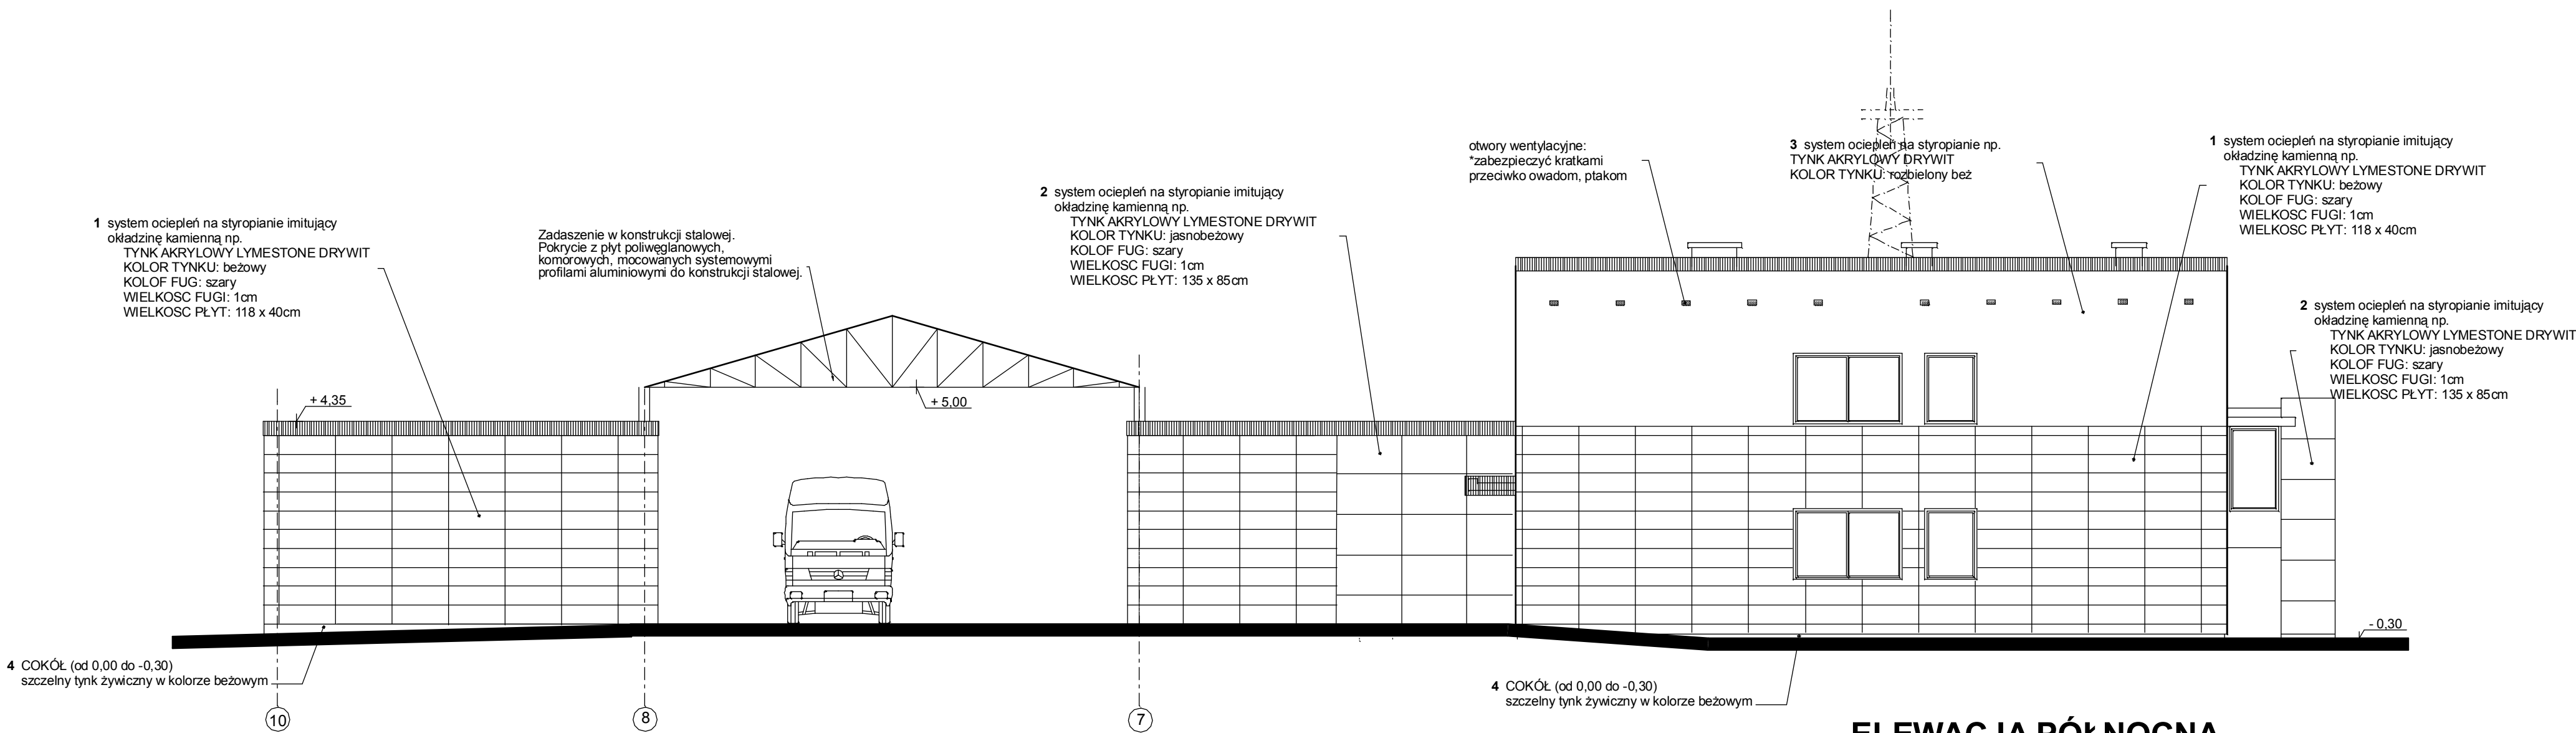 1 system ociepleń na styropianie imitujący
okładzinę kamienną np.
TYNK AKRYLOWY LYMESTONE DRYWIT
KOLOR TYNKU: beżowy
KOLOF FUG: szary
WIELKOSC FUGI: 1cm
WIELKOSC PŁYT: 118 x 40cm
Zadaszenie w konstrukcji stalowej.
Pokrycie z płyt poliwęglanowych,
komorowych, mocowanych systemowymi
profilami aluminiowymi do konstrukcji stalowej.
2 system ociepleń na styropianie imitujący
okładzinę kamienną np.
TYNK AKRYLOWY LYMESTONE DRYWIT
KOLOR TYNKU: jasnobeżowy
KOLOF FUG: szary
WIELKOSC FUGI: 1cm
WIELKOSC PŁYT: 135 x 85cm
otwory wentylacyjne:
*zabezpieczyć kratkami
przeciwko owadom, ptakom
3 system ociepleń na styropianie np.
TYNK AKRYLOWY DRYWIT
KOLOR TYNKU: rozbielony beż
1 system ociepleń na styropianie imitujący
okładzinę kamienną np.
TYNK AKRYLOWY LYMESTONE DRYWIT
KOLOR TYNKU: beżowy
KOLOF FUG: szary
WIELKOSC FUGI: 1cm
WIELKOSC PŁYT: 118 x 40cm
2 system ociepleń na styropianie imitujący
okładzinę kamienną np.
TYNK AKRYLOWY LYMESTONE DRYWIT
KOLOR TYNKU: jasnobeżowy
KOLOF FUG: szary
WIELKOSC FUGI: 1cm
WIELKOSC PŁYT: 135 x 85cm
+ 4,35
+ 5,00
- 0,30
4 COKÓŁ (od 0,00 do -0,30)
szczelny tynk żywiczny w kolorze beżowym
4 COKÓŁ (od 0,00 do -0,30)
szczelny tynk żywiczny w kolorze beżowym
10
8
7
ELEWACJA PÓŁNOCNA